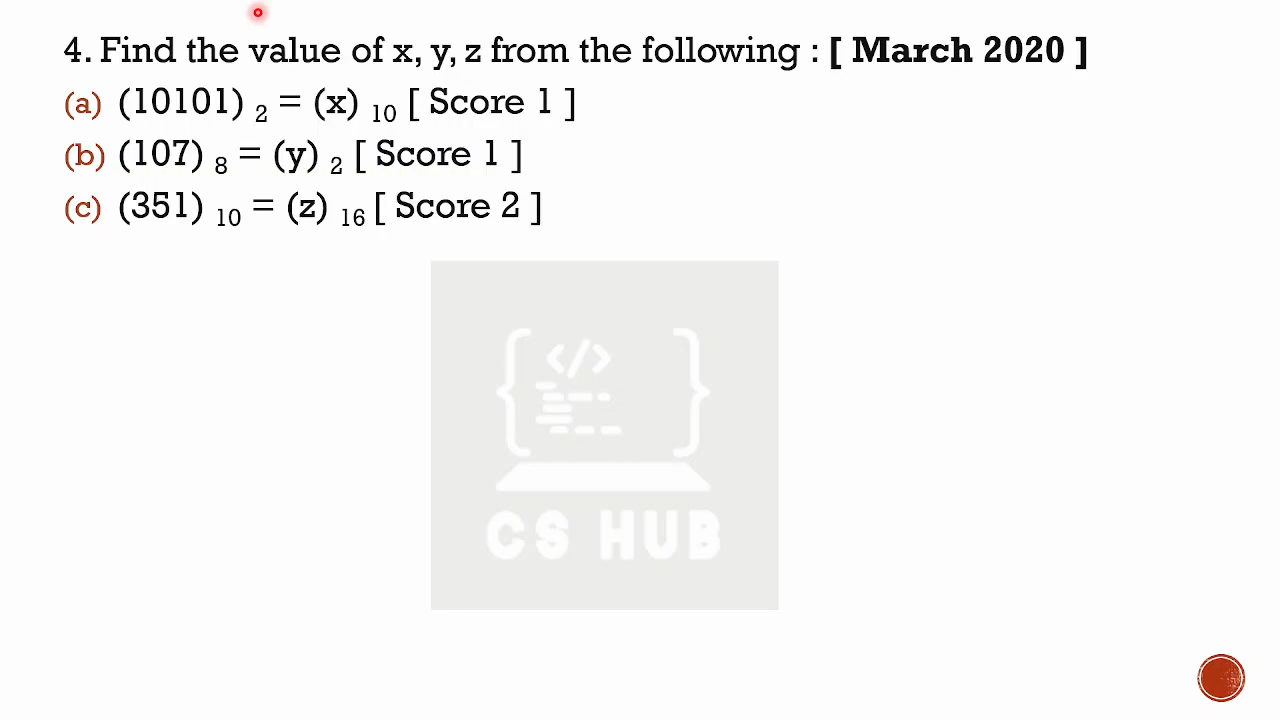 4. Find the value of x, y, z from the following : [ March 2020 ]
(a) (10101) 2 = (x) 10 [ Score 1 ]
(b) (107) 8 = (y) 2 [ Score 1 ]
(c) (351) 10 = (z) 16 [ Score 2 ]
</>
CS HUB